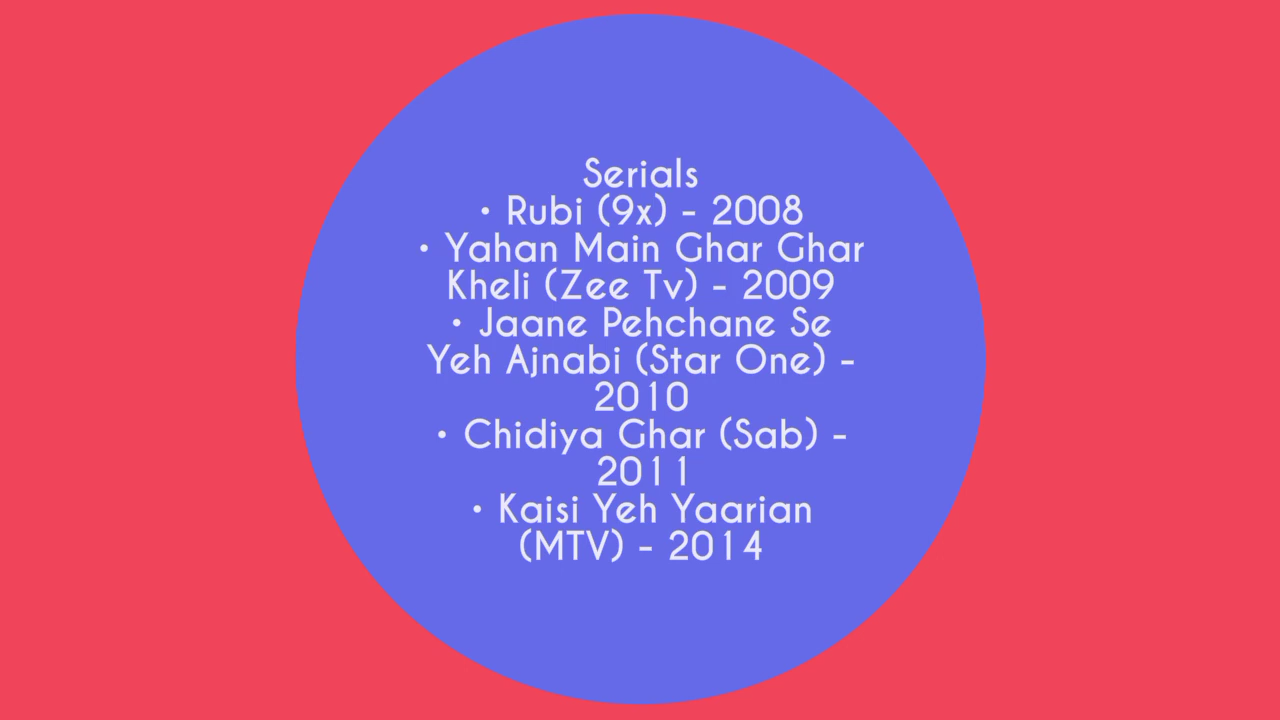 Serials
• Rubi (9x) - 2008
• Yahan Main Ghar Ghar
Kheli (Zee Tv) - 2009
• Jaane Pehchane Se
Yeh Ajnabi (Star One) -
2010
• Chidiya Ghar (Sab) -
2011
• Kaisi Yeh Yaarian
(MTV) - 2014